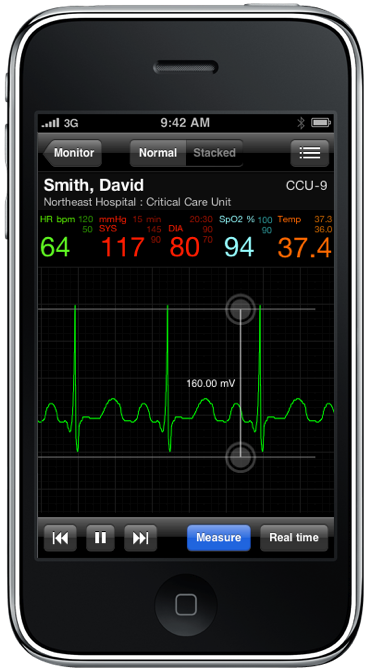 3G 9:42 AM
Monitor Normal Stacked
Smith, David CCU-9
Northeast Hospital : Critical Care Unit
HR bpm 120 mmHg 15 min 20:30 SpO2 % 100 Temp 37.3
50 SYS 145 DIA 90 90 36.0
64 117 90 80 70 94 37.4
160.00 mV
Measure Real time